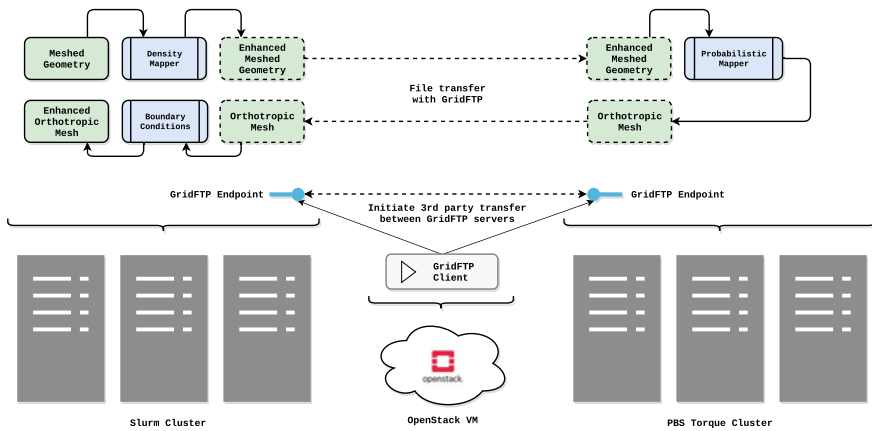 Meshed
Geometry
Density
Mapper
Enhanced
Meshed
Geometry
Enhanced
Meshed
Geometry
Probabilistic
Mapper
File transfer
with GridFTP
Enhanced
Orthotropic
Mesh
Boundary
Conditions
Orthotropic
Mesh
Orthotropic
Mesh
GridFTP Endpoint
GridFTP Endpoint
Initiate 3rd party transfer
between GridFTP servers
GridFTP
Client
openstack.
Slurm Cluster
OpenStack VM
PBS Torque Cluster